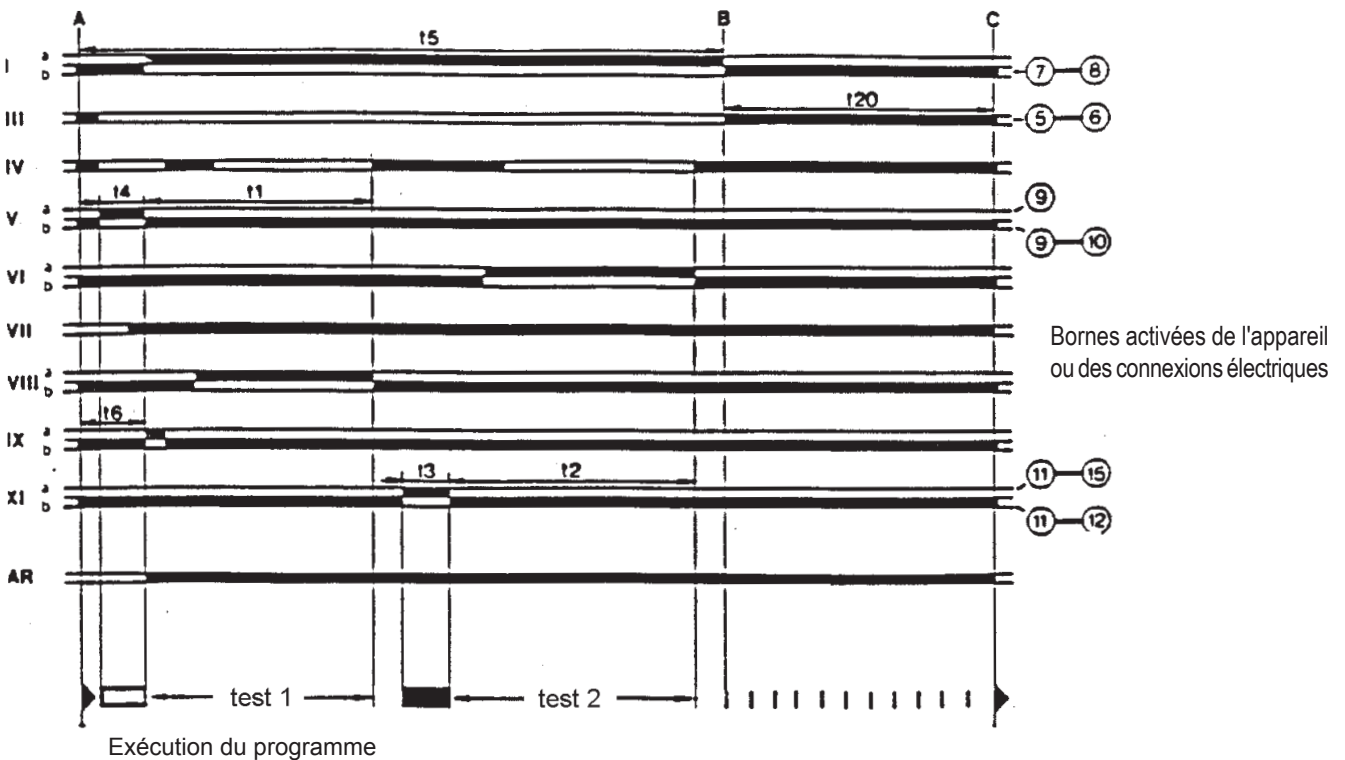 A B C
t5
I a 7 8
b
t20
III 5 6
IV
t4 t1
V a 9
b 9 10
VI a
b
VII
Bornes activées de l'appareil
ou des connexions électriques
VIII a
b
t6
IX a
b
t3 t2
XI a 11 15
b 11 12
AR
test 1 test 2
Exécution du programme